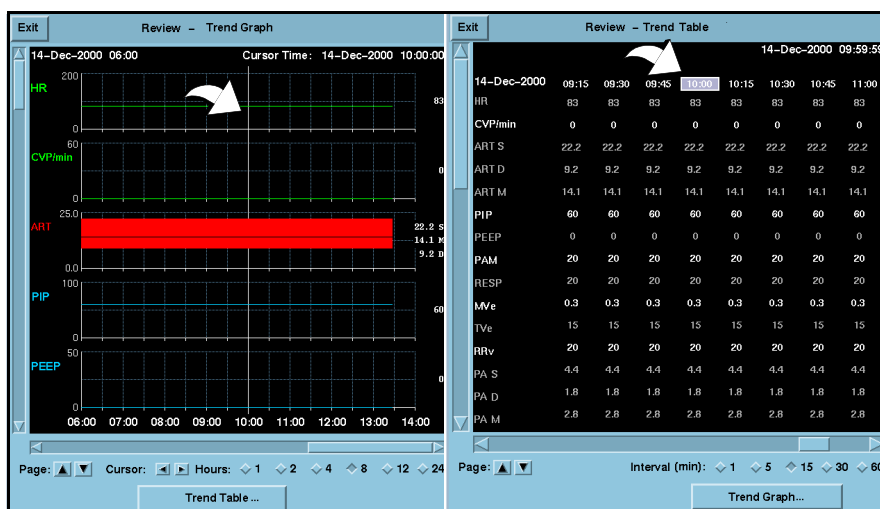 Exit Review – Trend Graph
14–Dec–2000 06:00 Cursor Time: 14–Dec–2000 10:00:00
HR 200 0 83
CVP/min 60 0 0
ART 25.0 0.0 22.2 S
14.1 M
9.2 D
PIP 100 0 60
PEEP 50 0 0
06:00 07:00 08:00 09:00 10:00 11:00 12:00 13:00 14:00
Page: Cursor: Hours: 1 2 4 8 12 24
Trend Table ...
Exit Review – Trend Table
14–Dec–2000 09:59:59
14–Dec–2000 09:15 09:30 09:45 10:00 10:15 10:30 10:45 11:00
HR 83 83 83 83 83 83 83 83
CVP/min 0 0 0 0 0 0 0 0
ART S 22.2 22.2 22.2 22.2 22.2 22.2 22.2 22.2
ART D 9.2 9.2 9.2 9.2 9.2 9.2 9.2 9.2
ART M 14.1 14.1 14.1 14.1 14.1 14.1 14.1 14.1
PIP 60 60 60 60 60 60 60 60
PEEP 0 0 0 0 0 0 0 0
PAM 20 20 20 20 20 20 20 20
RESP 20 20 20 20 20 20 20 20
MVe 0.3 0.3 0.3 0.3 0.3 0.3 0.3 0.3
TVe 15 15 15 15 15 15 15 15
RRv 20 20 20 20 20 20 20 20
PA S 4.4 4.4 4.4 4.4 4.4 4.4 4.4 4.4
PA D 1.8 1.8 1.8 1.8 1.8 1.8 1.8 1.8
PA M 2.8 2.8 2.8 2.8 2.8 2.8 2.8 2.8
Page: Interval (min): 1 5 15 30 60
Trend Graph...